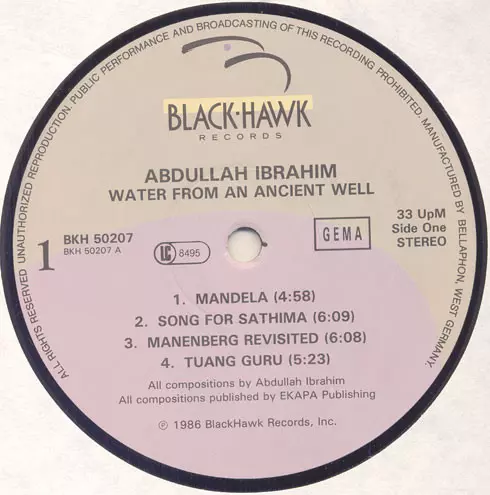 ALL RIGHTS RESERVED UNAUTHORIZED REPRODUCTION. PUBLIC PERFORMANCE AND BROADCASTING OF THIS RECORDING PROHIBITED. MANUFACTURED BY BELLAPHON, WEST GERMANY.
BLACK·HAWK
RECORDS
ABDULLAH IBRAHIM
WATER FROM AN ANCIENT WELL
1
BKH 50207
BKH 50207 A
LC 8495
GEMA
33 UpM
Side One
STEREO
1. MANDELA (4:58)
2. SONG FOR SATHIMA (6:09)
3. MANENBERG REVISITED (6:08)
4. TUANG GURU (5:23)
All compositions by Abdullah Ibrahim
All compositions published by EKAPA Publishing
℗ 1986 BlackHawk Records, Inc.